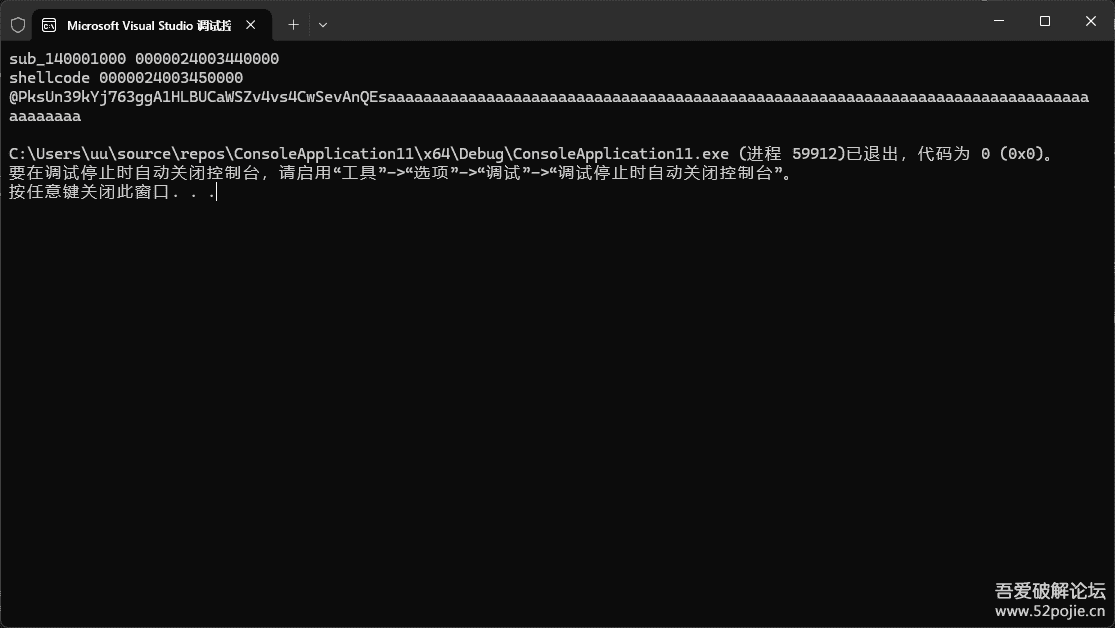 Microsoft Visual Studio 调试控
sub_140001000 0000024003440000
shellcode 0000024003450000
@PksUn39kYj763ggA1HLBUCaWSZv4vs4CwSevAnQEsaaaaaaaaaaaaaaaaaaaaaaaaaaaaaaaaaaaaaaaaaaaaaaaaaaaaaaaaaaaaaaaaaaaaaaaaaaaaaa
aaaaaaaa
C:\Users\uu\source\repos\ConsoleApplication11\x64\Debug\ConsoleApplication11.exe (进程 59912)已退出，代码为 0 (0x0)。
要在调试停止时自动关闭控制台，请启用“工具”->“选项”->“调试”->“调试停止时自动关闭控制台”。
按任意键关闭此窗口. . .
吾爱破解论坛
www.52pojie.cn